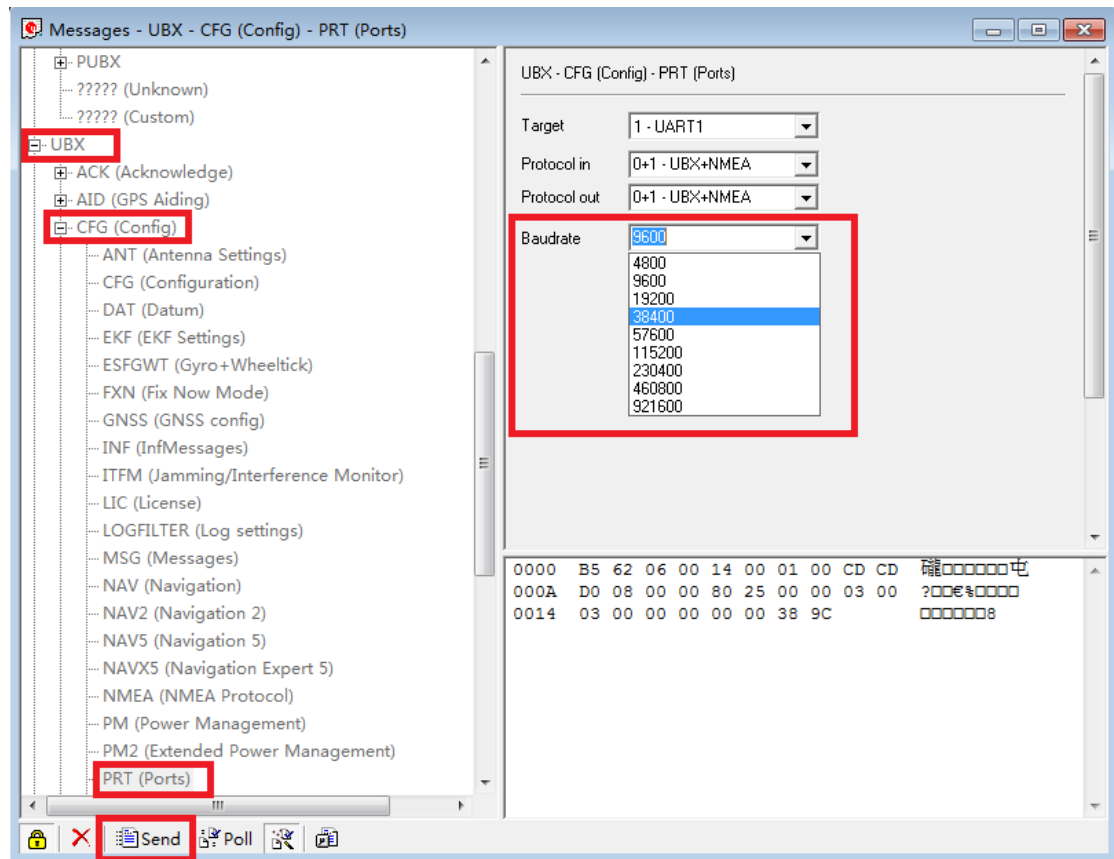 Messages - UBX - CFG (Config) - PRT (Ports)
PUBX
????? (Unknown)
????? (Custom)
UBX
ACK (Acknowledge)
AID (GPS Aiding)
CFG (Config)
ANT (Antenna Settings)
CFG (Configuration)
DAT (Datum)
EKF (EKF Settings)
ESFGWT (Gyro+Wheeltick)
FXN (Fix Now Mode)
GNSS (GNSS config)
INF (InfMessages)
ITFM (Jamming/Interference Monitor)
LIC (License)
LOGFILTER (Log settings)
MSG (Messages)
NAV (Navigation)
NAV2 (Navigation 2)
NAV5 (Navigation 5)
NAVX5 (Navigation Expert 5)
NMEA (NMEA Protocol)
PM (Power Management)
PM2 (Extended Power Management)
PRT (Ports)
UBX - CFG (Config) - PRT (Ports)
Target 1 - UART1
Protocol in 0+1 - UBX+NMEA
Protocol out 0+1 - UBX+NMEA
Baudrate 9600
4800
9600
19200
38400
57600
115200
230400
460800
921600
0000 B5 62 06 00 14 00 01 00 CD CD □□□□□□屯
000A D0 08 00 00 80 25 00 00 03 00 ?□□€%□□□□
0014 03 00 00 00 00 00 38 9C □□□□□□8
Send Poll